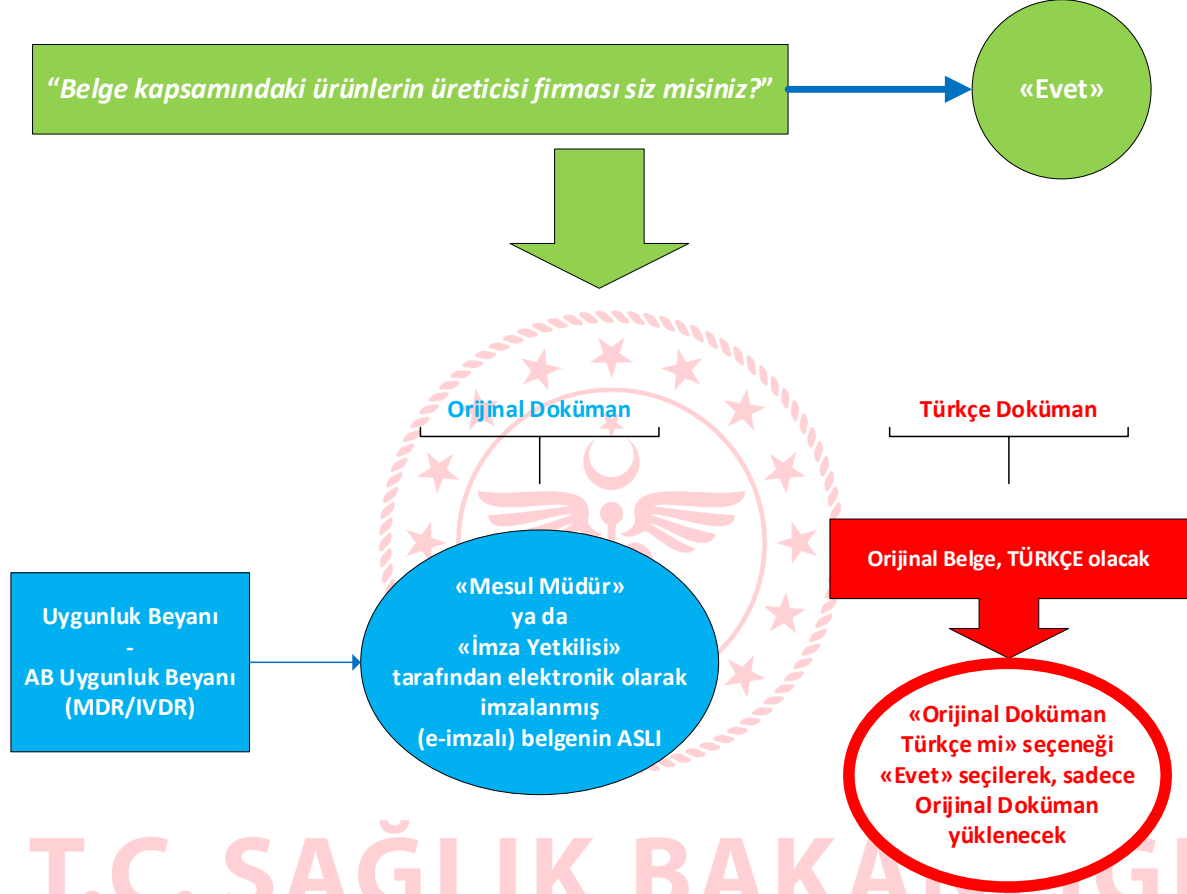 “Belge kapsamındaki ürünlerin üreticisi firması siz misiniz?”
«Evet»
Orijinal Doküman
Türkçe Doküman
Orijinal Belge, TÜRKÇE olacak
Uygunluk Beyanı
-
AB Uygunluk Beyanı
(MDR/IVDR)
«Mesul Müdür»
ya da
«İmza Yetkilisi»
tarafından elektronik olarak
imzalanmış
(e-imzalı) belgenin ASLI
«Orijinal Doküman
Türkçe mi» seçeneği
«Evet» seçilerek, sadece
Orijinal Doküman
yüklenecek
T.C. SAĞLIK BAKANLIĞI